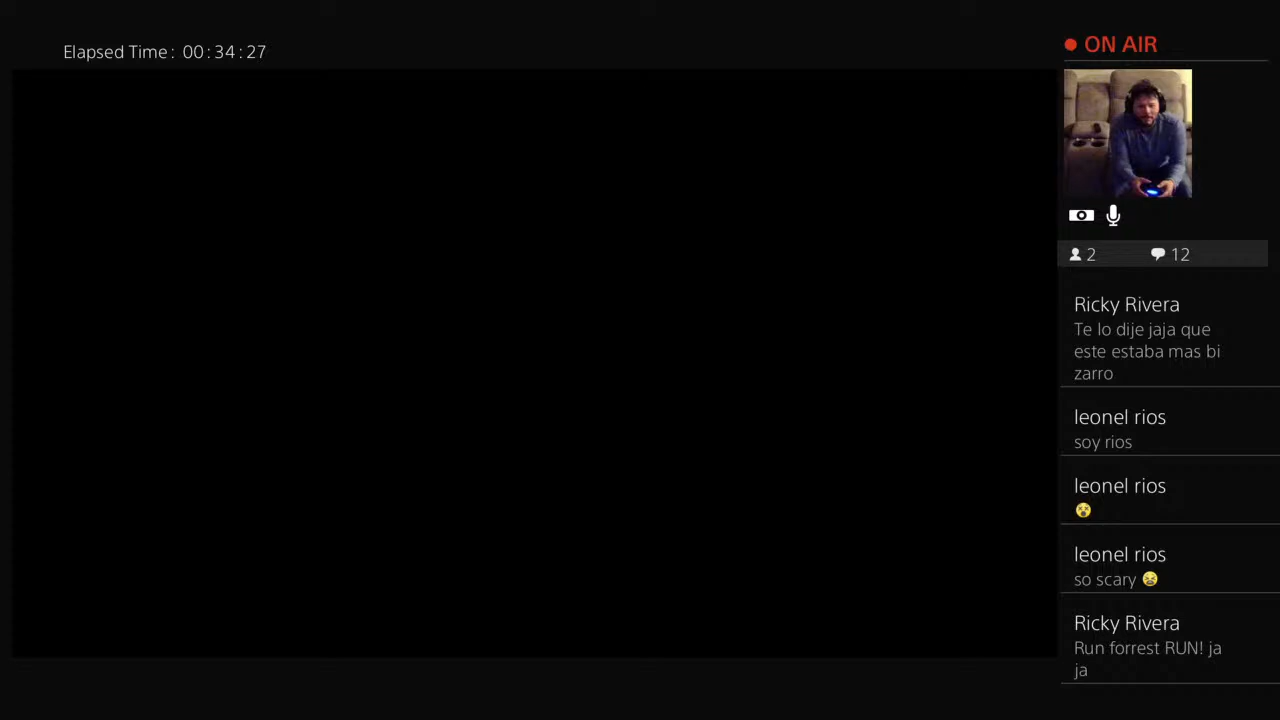 Elapsed Time: 00:34:27
ON AIR
2 12
Ricky Rivera
Te lo dije jaja que
este estaba mas bi
zarro
leonel rios
soy rios
leonel rios
😵
leonel rios
so scary 😫
Ricky Rivera
Run forrest RUN! ja
ja